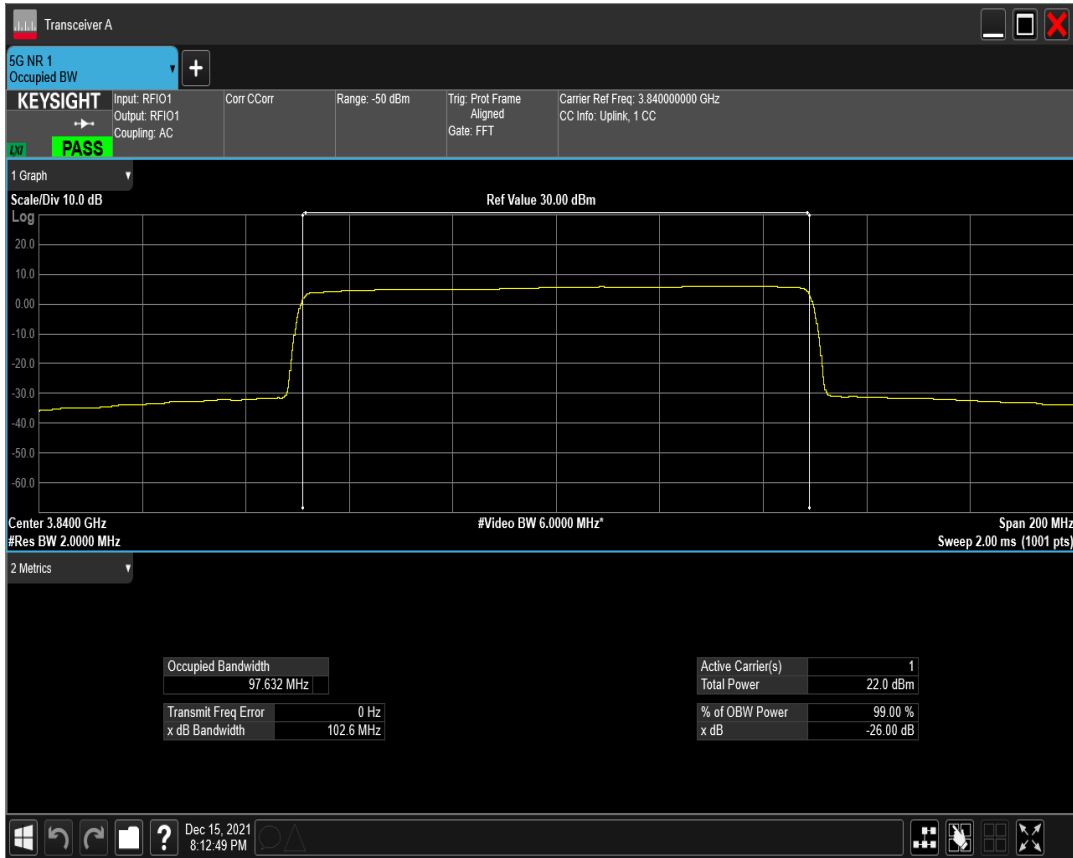 Transceiver A
5G NR 1
Occupied BW
KEYSIGHT
LXI
PASS
Input: RFIO1
Output: RFIO1
Coupling: AC
Corr CCorr
Range: -50 dBm
Trig: Prot Frame
Aligned
Gate: FFT
Carrier Ref Freq: 3.840000000 GHz
CC Info: Uplink, 1 CC
1 Graph
Scale/Div 10.0 dB
Ref Value 30.00 dBm
Log
20.0
10.0
0.00
-10.0
-20.0
-30.0
-40.0
-50.0
-60.0
Center 3.8400 GHz
#Video BW 6.0000 MHz*
Span 200 MHz
#Res BW 2.0000 MHz
Sweep 2.00 ms (1001 pts)
2 Metrics
Occupied Bandwidth
97.632 MHz
Transmit Freq Error 0 Hz
x dB Bandwidth 102.6 MHz
Active Carrier(s) 1
Total Power 22.0 dBm
% of OBW Power 99.00 %
x dB -26.00 dB
?
Dec 15, 2021
8:12:49 PM